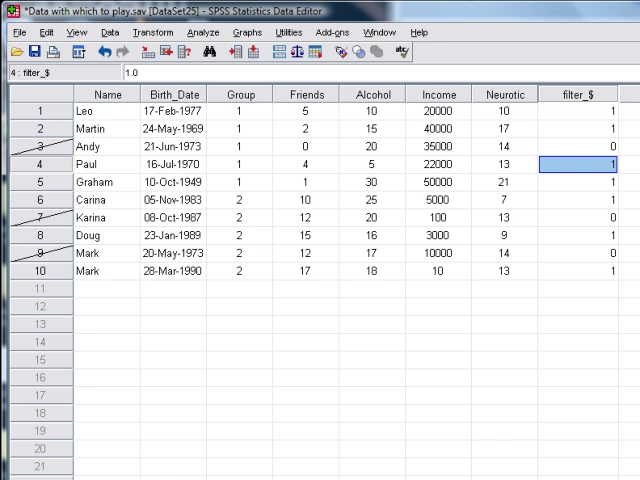 *Data with which to play.sav [DataSet25] - SPSS Statistics Data Editor
File Edit View Data Transform Analyze Graphs Utilities Add-ons Window Help
4 : filter_$ 1.0
Name Birth_Date Group Friends Alcohol Income Neurotic filter_$
1 Leo 17-Feb-1977 1 5 10 20000 10 1
2 Martin 24-May-1969 1 2 15 40000 17 1
3 Andy 21-Jun-1973 1 0 20 35000 14 0
4 Paul 16-Jul-1970 1 4 5 22000 13 1
5 Graham 10-Oct-1949 1 1 30 50000 21 1
6 Carina 05-Nov-1983 2 10 25 5000 7 1
7 Karina 08-Oct-1987 2 12 20 100 13 0
8 Doug 23-Jan-1989 2 15 16 3000 9 1
9 Mark 20-May-1973 2 12 17 10000 14 0
10 Mark 28-Mar-1990 2 17 18 10 13 1
11
12
13
14
15
16
17
18
19
20
21